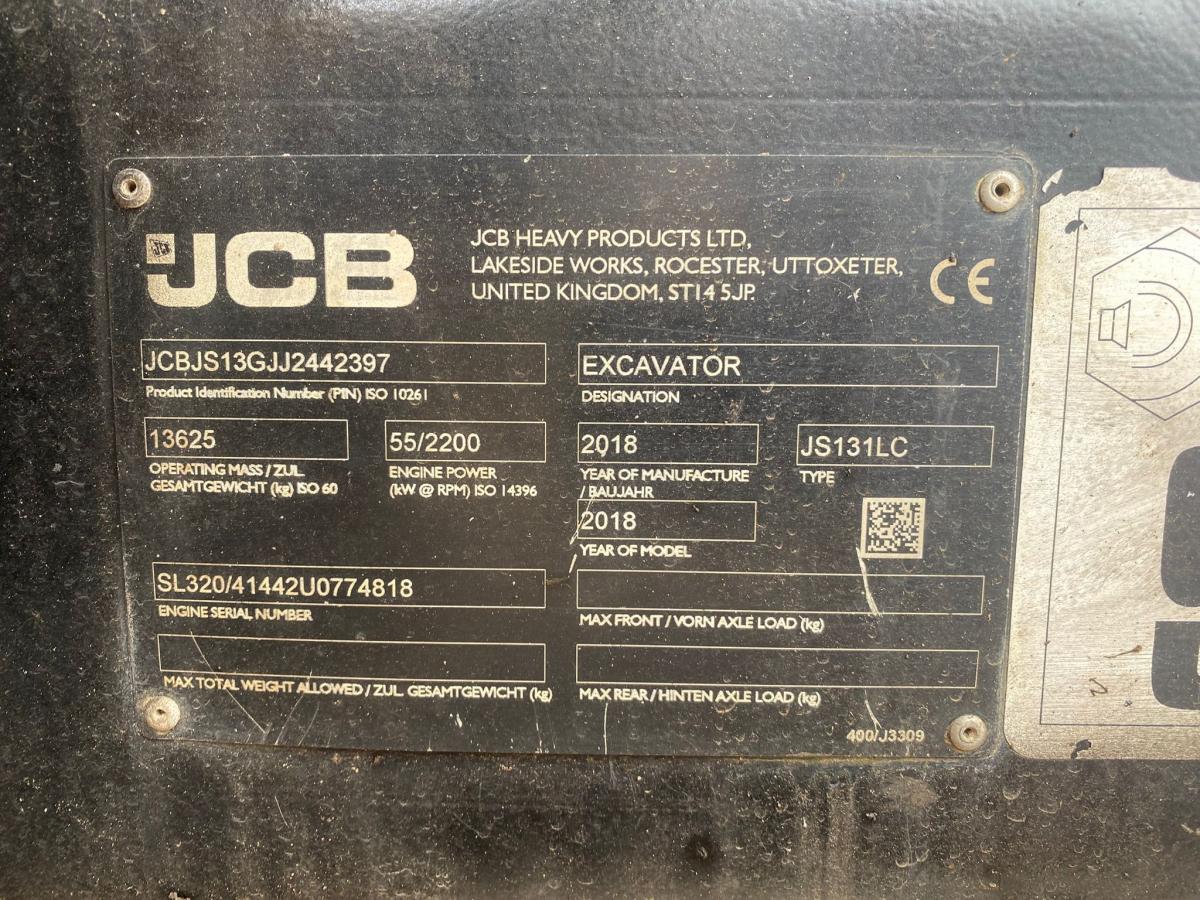 JCB
JCB HEAVY PRODUCTS LTD,
LAKESIDE WORKS, ROCESTER, UTTOXETER,
UNITED KINGDOM, ST14 5JP.
CE
JCBJS13GJJ2442397
Product Identification Number (PIN) ISO 10261
EXCAVATOR
DESIGNATION
13625
OPERATING MASS / ZUL.
GESAMTGEWICHT (kg) ISO 60
55/2200
ENGINE POWER
(kW @ RPM) ISO 14396
2018
YEAR OF MANUFACTURE
/ BAUJAHR
JS131LC
TYPE
2018
YEAR OF MODEL
SL320/41442U0774818
ENGINE SERIAL NUMBER
MAX FRONT / VORN AXLE LOAD (kg)
MAX TOTAL WEIGHT ALLOWED / ZUL. GESAMTGEWICHT (kg)
MAX REAR / HINTEN AXLE LOAD (kg)
400/J3309